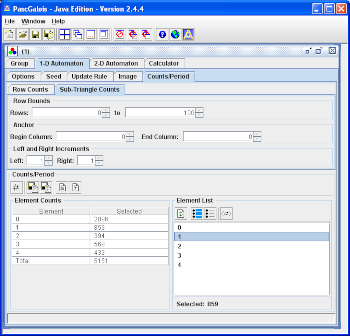 PascGalois - Java Edition - Version 2.4.4
File Window Help
(1)
Group 1-D Automaton 2-D Automaton Calculator
Options Seed Update Rule Image Counts/Period
Row Counts Sub-Triangle Counts
Row Bounds
Rows: 0 to 100
Anchor
Begin Column: 0 End Column: 0
Left and Right Increments
Left: 1 Right: 1
Counts/Period
Element Counts
Element Selected
0
1 859
2 394
3 569
4 433
Total 5151
Element List
0
1
2
3
4
Selected: 859